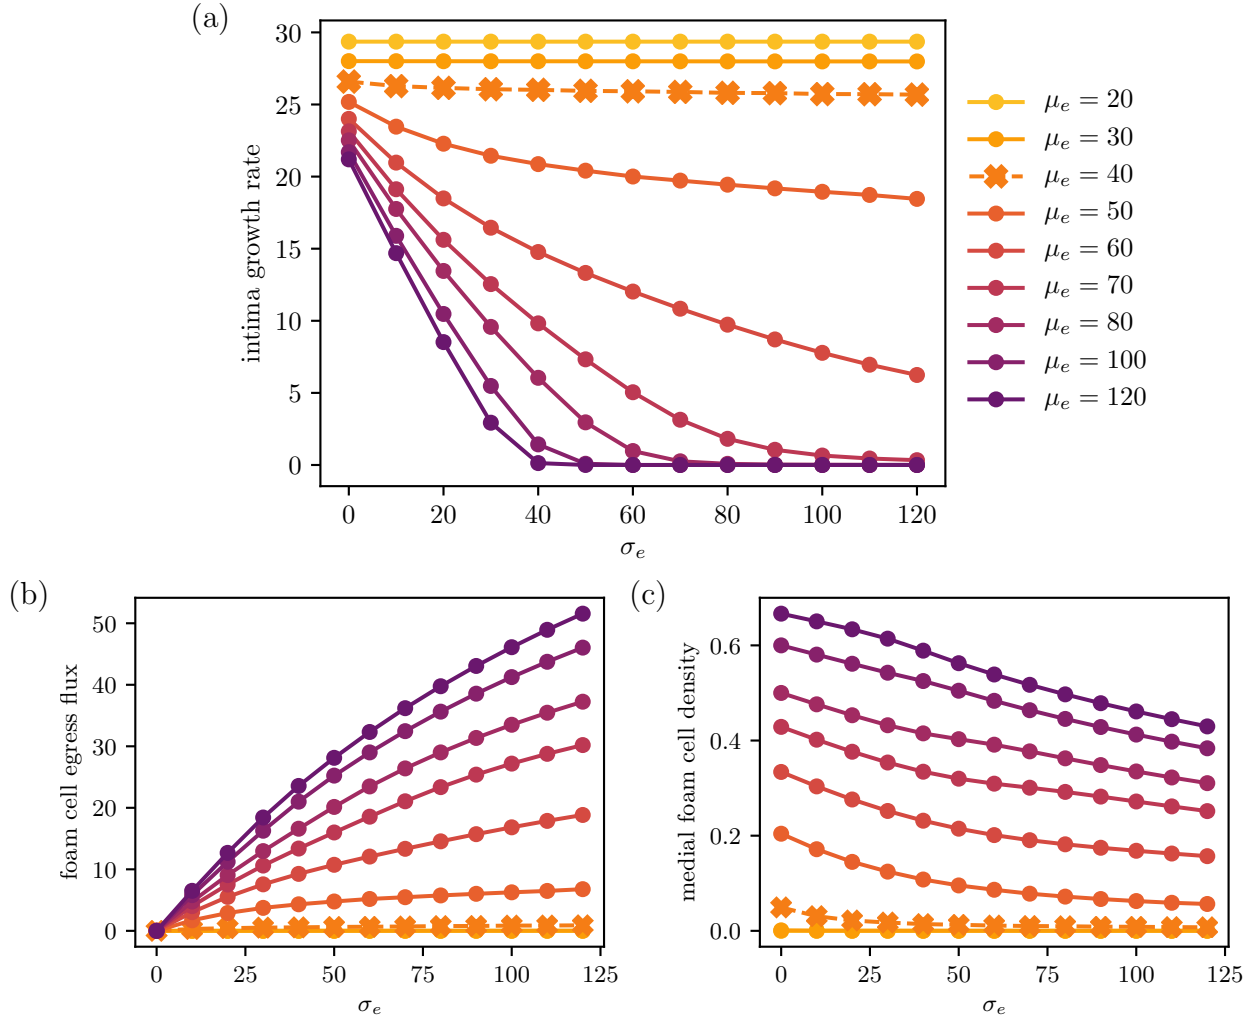 (a)
intima growth rate
30
25
20
15
10
5
0
0 20 40 60 80 100 120
σ_e
μ_e = 20
μ_e = 30
μ_e = 40
μ_e = 50
μ_e = 60
μ_e = 70
μ_e = 80
μ_e = 100
μ_e = 120
(b)
foam cell egress flux
50
40
30
20
10
0
0 25 50 75 100 125
σ_e
(c)
medial foam cell density
0.6
0.4
0.2
0.0
0 25 50 75 100 125
σ_e